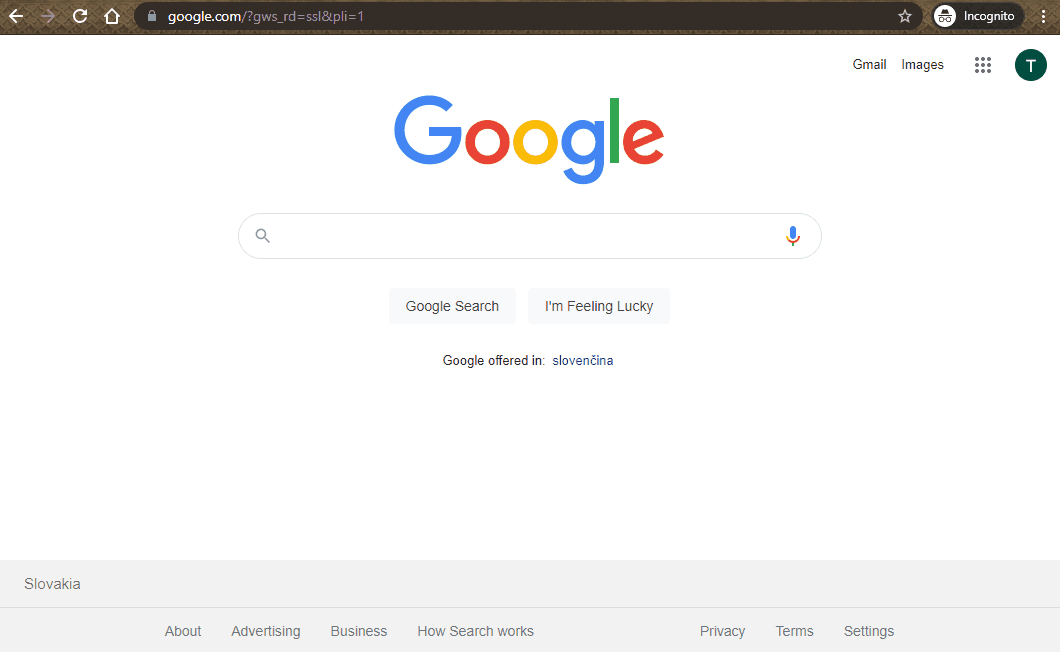 google.com/?gws_rd=ssl&pli=1 Incognito
Gmail Images T
Google
Google Search I'm Feeling Lucky
Google offered in: slovenčina
Slovakia
About Advertising Business How Search works Privacy Terms Settings